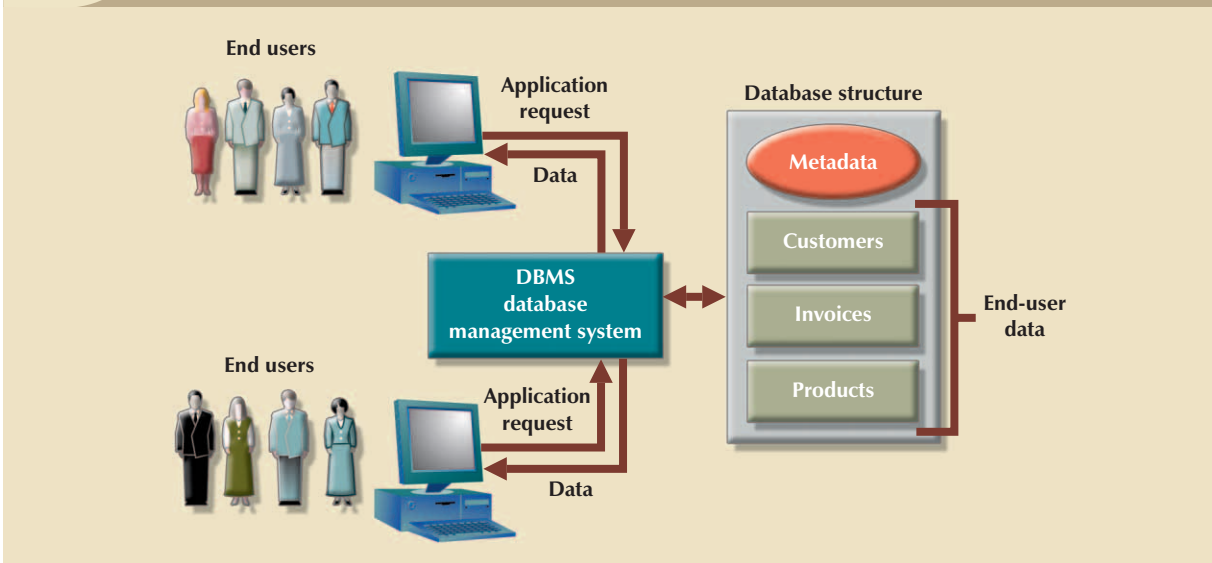 End users
Application
request
Data
Database structure
Metadata
Customers
Invoices
Products
End-user
data
DBMS
database
management system
End users
Application
request
Data